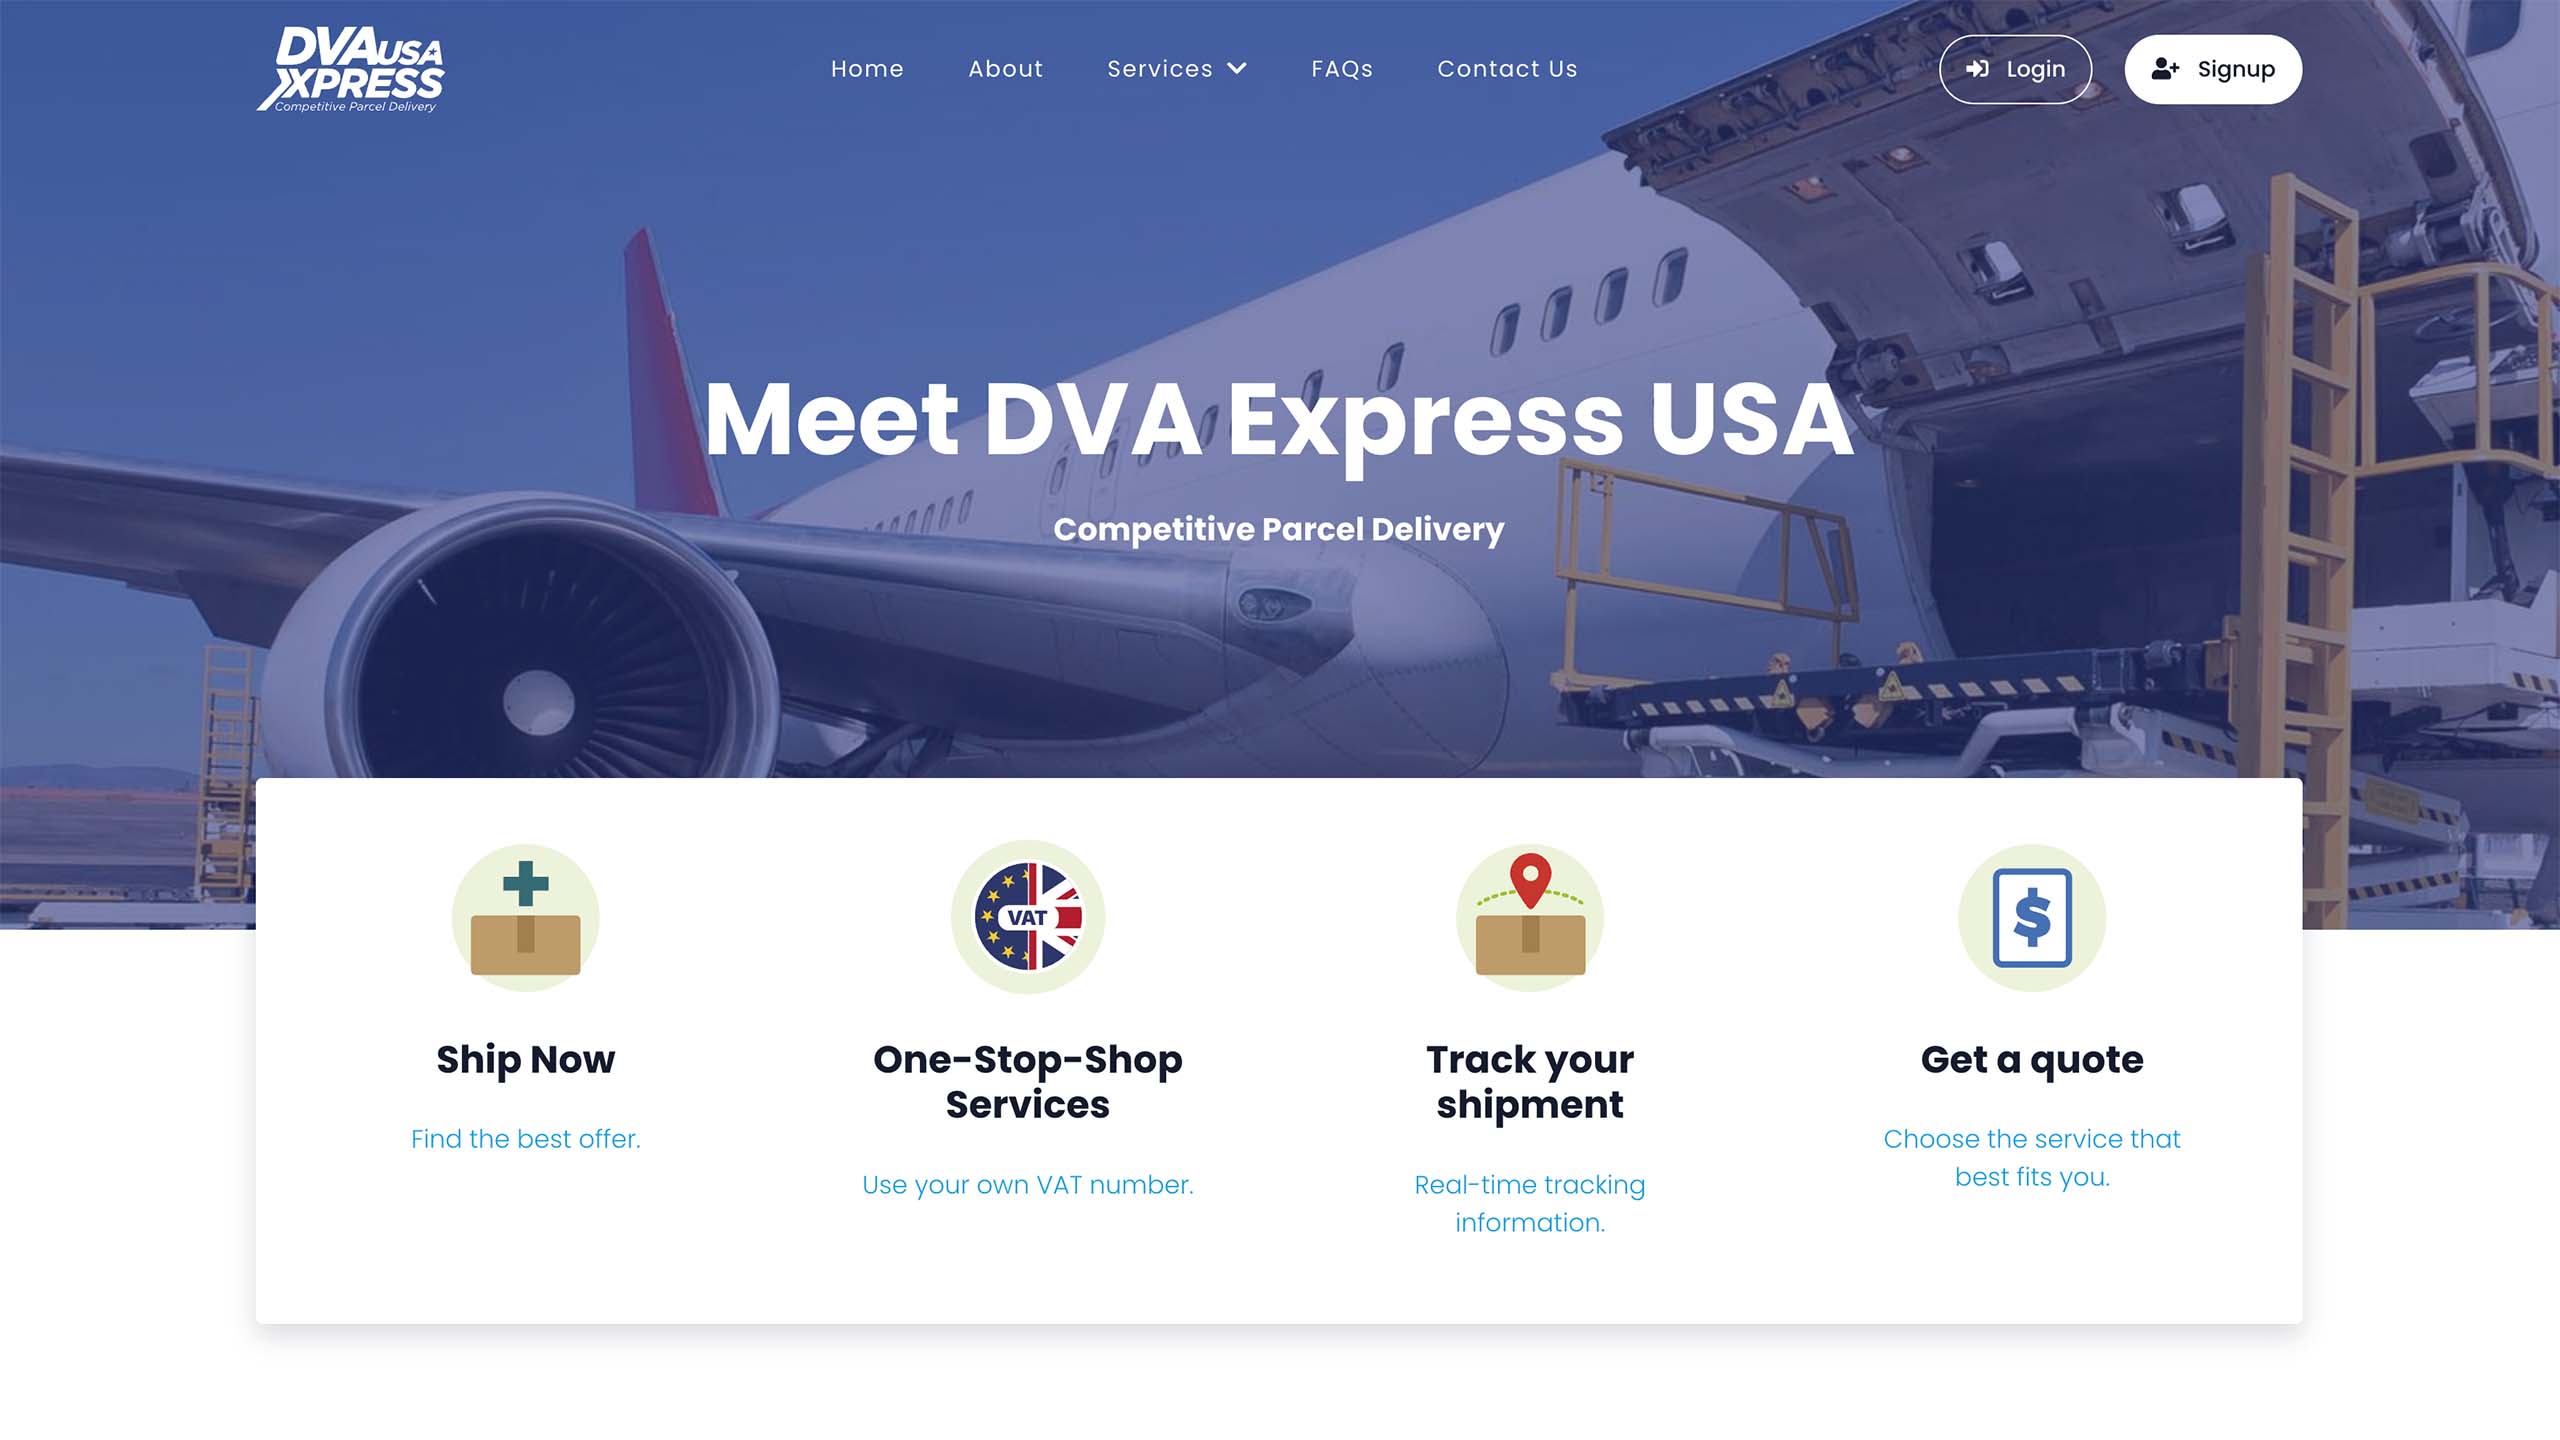 DVA USA
XPRESS
Competitive Parcel Delivery
Home
About
Services
FAQs
Contact Us
Login
Signup
Meet DVA Express USA
Competitive Parcel Delivery
VAT
$
Ship Now
Find the best offer.
One-Stop-Shop
Services
Use your own VAT number.
Track your
shipment
Real-time tracking
information.
Get a quote
Choose the service that
best fits you.